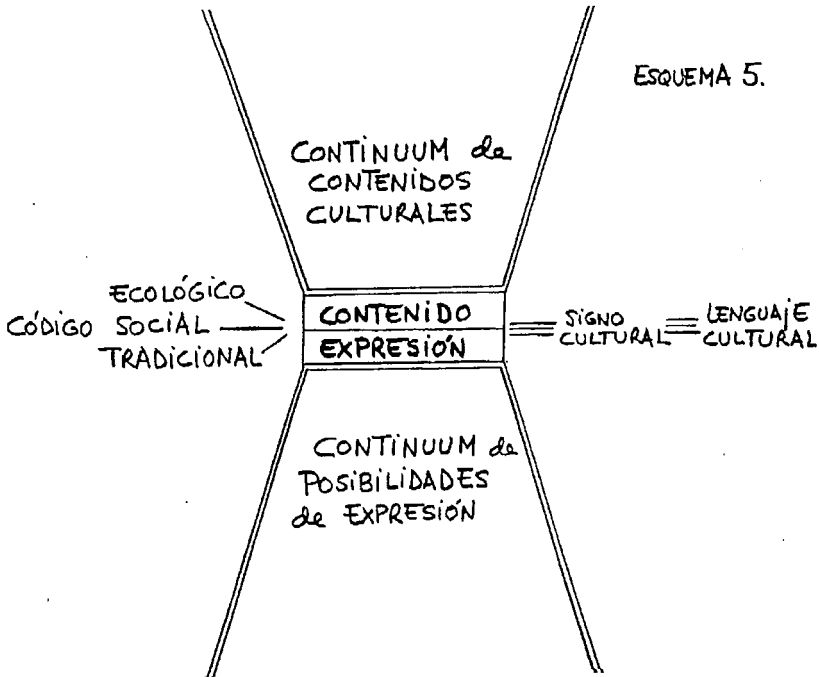 ESQUEMA 5.
CONTINUUM de
CONTENIDOS
CULTURALES
ECOLÓGICO
CÓDIGO SOCIAL
TRADICIONAL
CONTENIDO
EXPRESIÓN
SIGNO
CULTURAL
LENGUAJE
CULTURAL
CONTINUUM de
POSIBILIDADES
de EXPRESIÓN